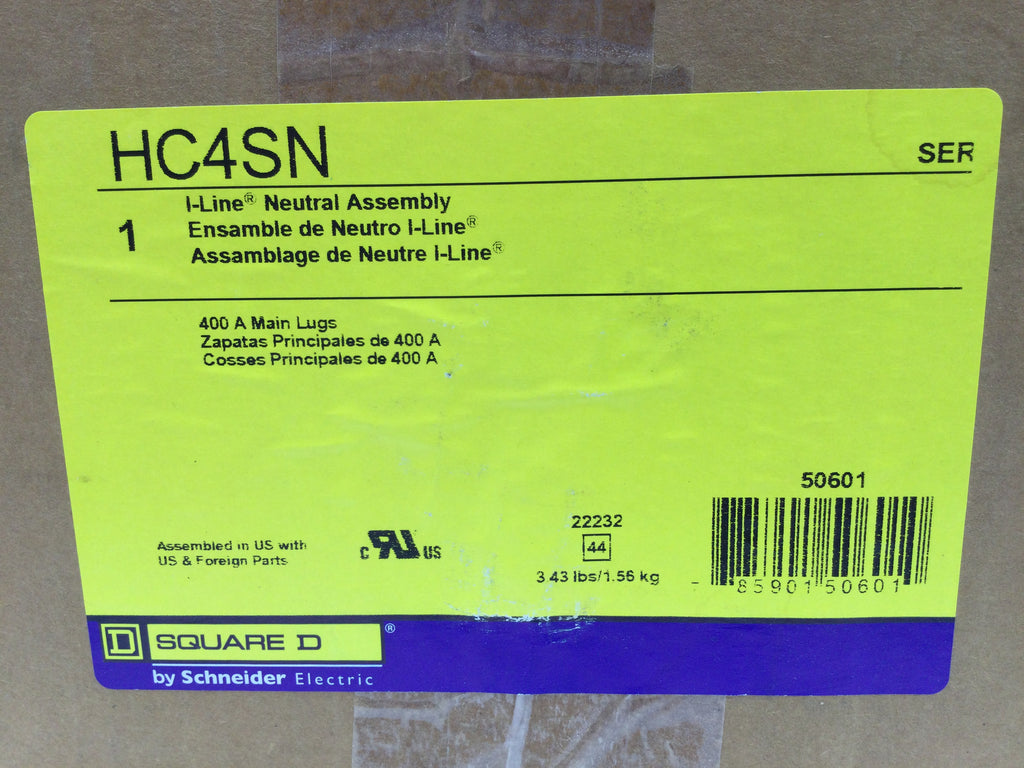 HC4SN
SER
1
I-Line® Neutral Assembly
Ensamble de Neutro I-Line®
Assamblage de Neutre I-Line®
400 A Main Lugs
Zapatas Principales de 400 A
Cosses Principales de 400 A
50601
Assembled in US with
US & Foreign Parts
c RU US
22232
44
3.43 lbs/1.56 kg
85901 50601
D SQUARE D ®
by Schneider Electric